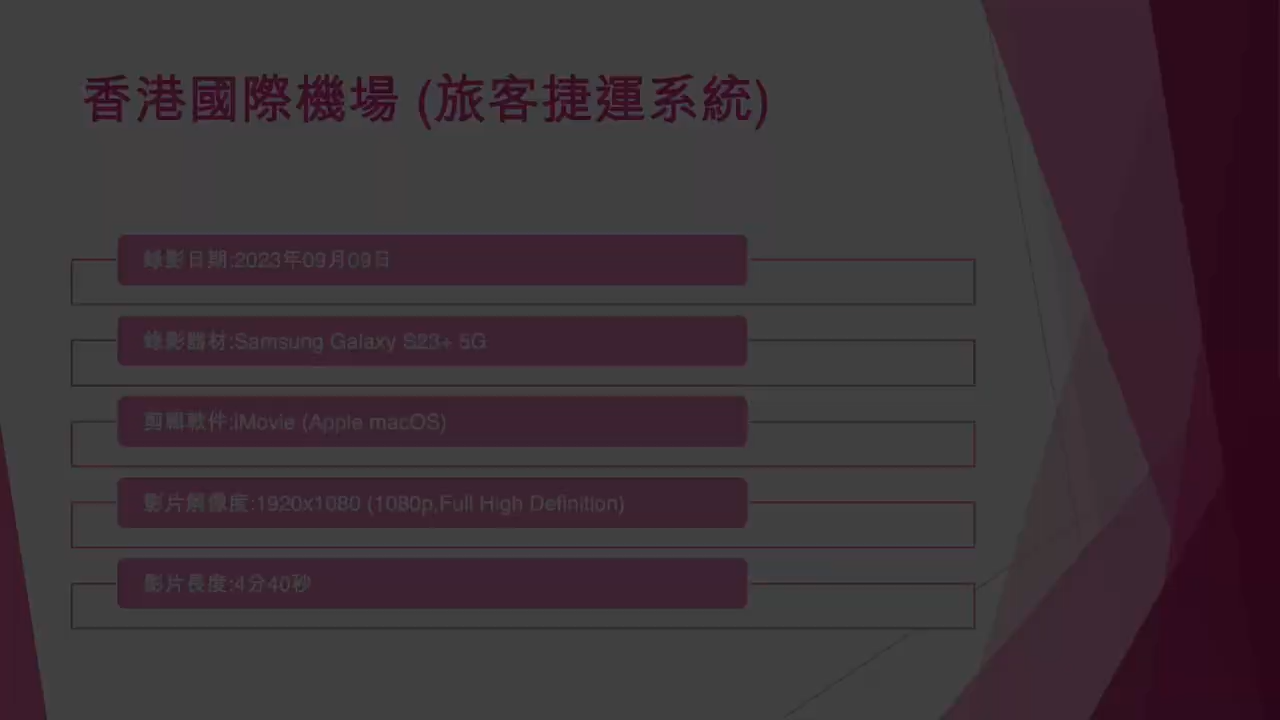 香港國際機場 (旅客捷運系統)
錄影日期:2023年09月09日
錄影器材:Samsung Galaxy S23+ 5G
剪輯軟件:iMovie (Apple macOS)
影片解像度:1920x1080 (1080p,Full High Definition)
影片長度:4分40秒